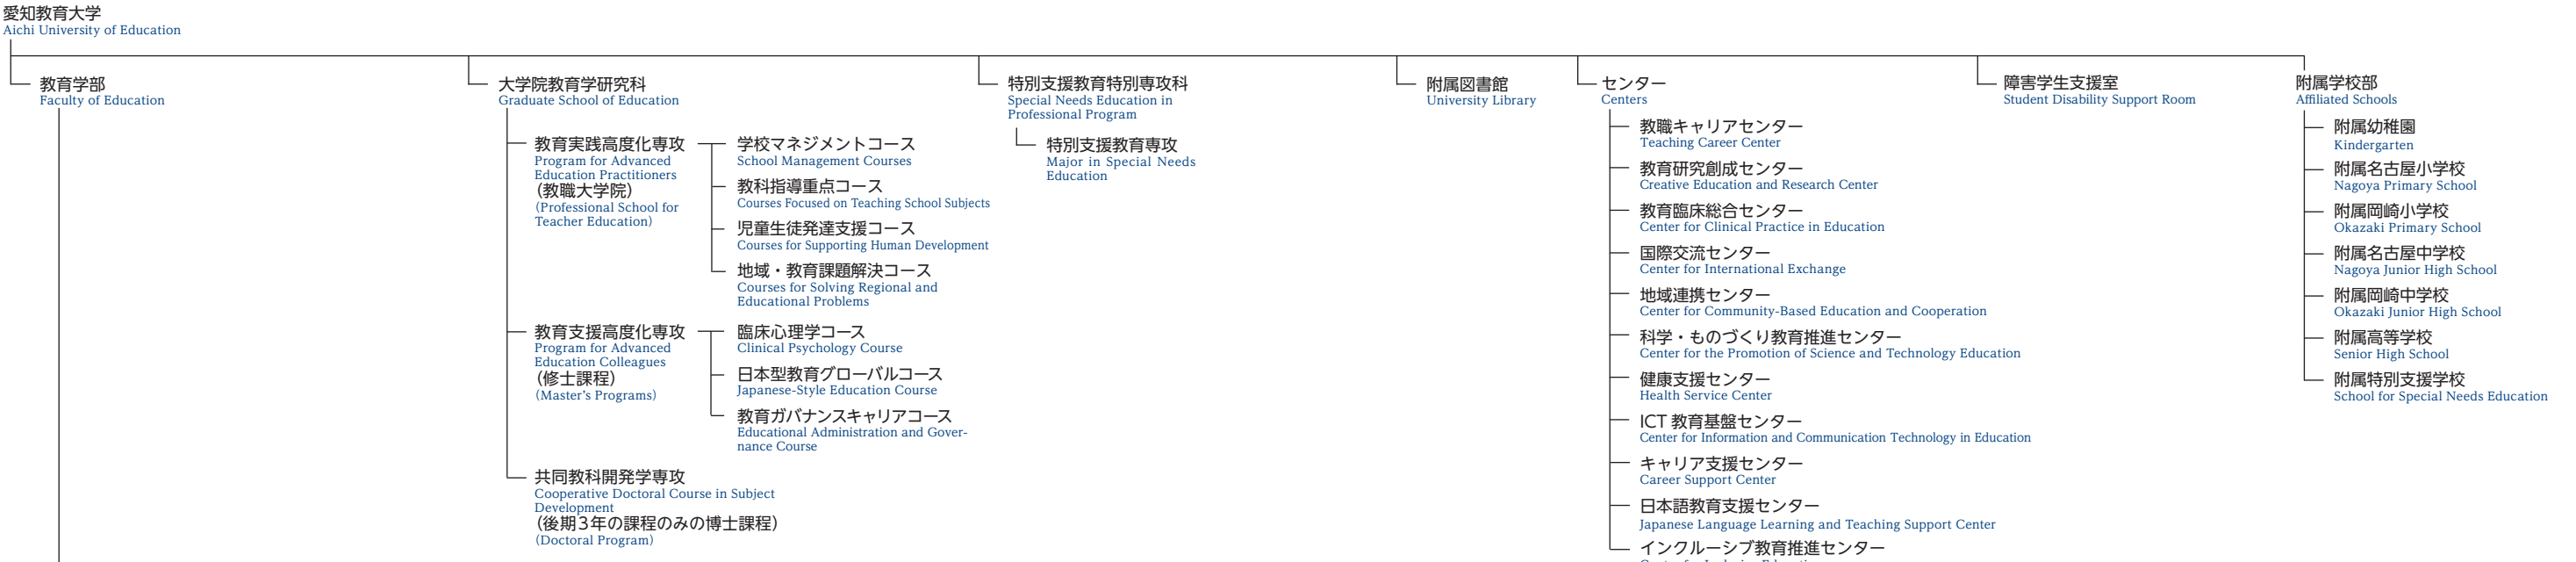 愛知教育大学
Aichi University of Education
教育学部
Faculty of Education
大学院教育学研究科
Graduate School of Education
教育実践高度化専攻
Program for Advanced
Education Practitioners
（教職大学院）
(Professional School for
Teacher Education)
学校マネジメントコース
School Management Courses
教科指導重点コース
Courses Focused on Teaching School Subjects
児童生徒発達支援コース
Courses for Supporting Human Development
地域・教育課題解決コース
Courses for Solving Regional and
Educational Problems
教育支援高度化専攻
Program for Advanced
Education Colleagues
（修士課程）
(Master's Programs)
臨床心理学コース
Clinical Psychology Course
日本型教育グローバルコース
Japanese-Style Education Course
教育ガバナンスキャリアコース
Educational Administration and Gover-
nance Course
共同教科開発学専攻
Cooperative Doctoral Course in Subject
Development
（後期３年の課程のみの博士課程）
(Doctoral Program)
特別支援教育特別専攻科
Special Needs Education in
Professional Program
特別支援教育専攻
Major in Special Needs
Education
附属図書館
University Library
センター
Centers
教職キャリアセンター
Teaching Career Center
教育研究創成センター
Creative Education and Research Center
教育臨床総合センター
Center for Clinical Practice in Education
国際交流センター
Center for International Exchange
地域連携センター
Center for Community-Based Education and Cooperation
科学・ものづくり教育推進センター
Center for the Promotion of Science and Technology Education
健康支援センター
Health Service Center
ICT 教育基盤センター
Center for Information and Communication Technology in Education
キャリア支援センター
Career Support Center
日本語教育支援センター
Japanese Language Learning and Teaching Support Center
インクルーシブ教育推進センター
障害学生支援室
Student Disability Support Room
附属学校部
Affiliated Schools
附属幼稚園
Kindergarten
附属名古屋小学校
Nagoya Primary School
附属岡崎小学校
Okazaki Primary School
附属名古屋中学校
Nagoya Junior High School
附属岡崎中学校
Okazaki Junior High School
附属高等学校
Senior High School
附属特別支援学校
School for Special Needs Education